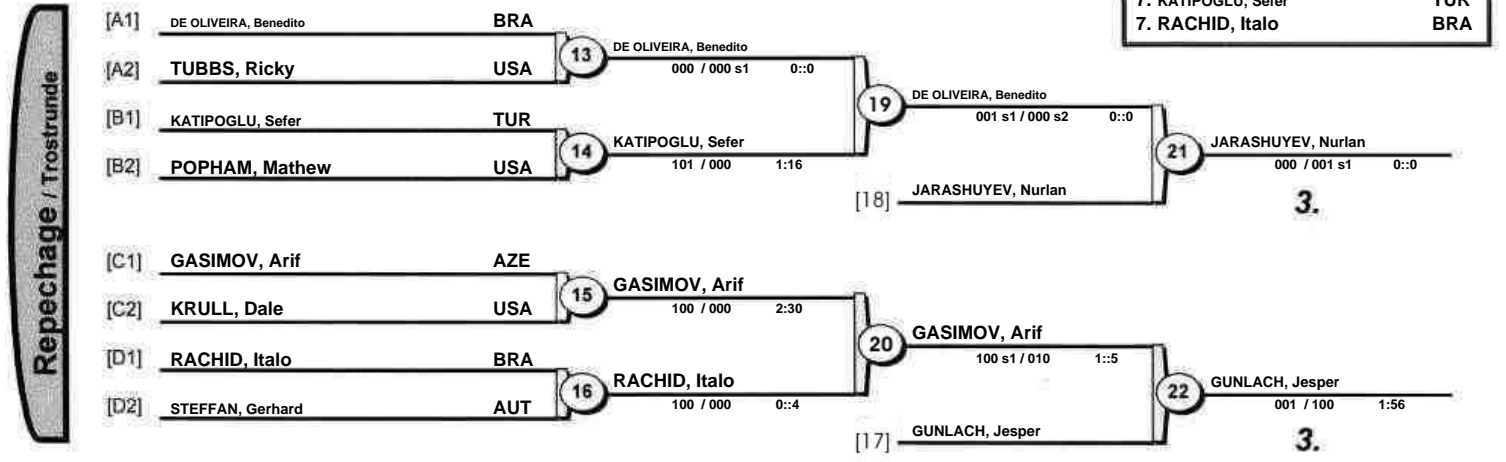 7. KATIPOGLU, Sefer TUR
7. RACHID, Italo BRA
Repechage / Trostrunde
[A1] DE OLIVEIRA, Benedito BRA
[A2] TUBBS, Ricky USA
13
DE OLIVEIRA, Benedito
000 / 000 s1 0::0
[B1] KATIPOGLU, Sefer TUR
[B2] POPHAM, Mathew USA
14
KATIPOGLU, Sefer
101 / 000 1:16
19
DE OLIVEIRA, Benedito
001 s1 / 000 s2 0::0
[18] JARASHUYEV, Nurlan
21
JARASHUYEV, Nurlan
000 / 001 s1 0::0
3.
[C1] GASIMOV, Arif AZE
[C2] KRULL, Dale USA
15
GASIMOV, Arif
100 / 000 2:30
[D1] RACHID, Italo BRA
[D2] STEFFAN, Gerhard AUT
16
RACHID, Italo
100 / 000 0::4
20
GASIMOV, Arif
100 s1 / 010 1::5
[17] GUNLACH, Jesper
22
GUNLACH, Jesper
001 / 100 1:56
3.